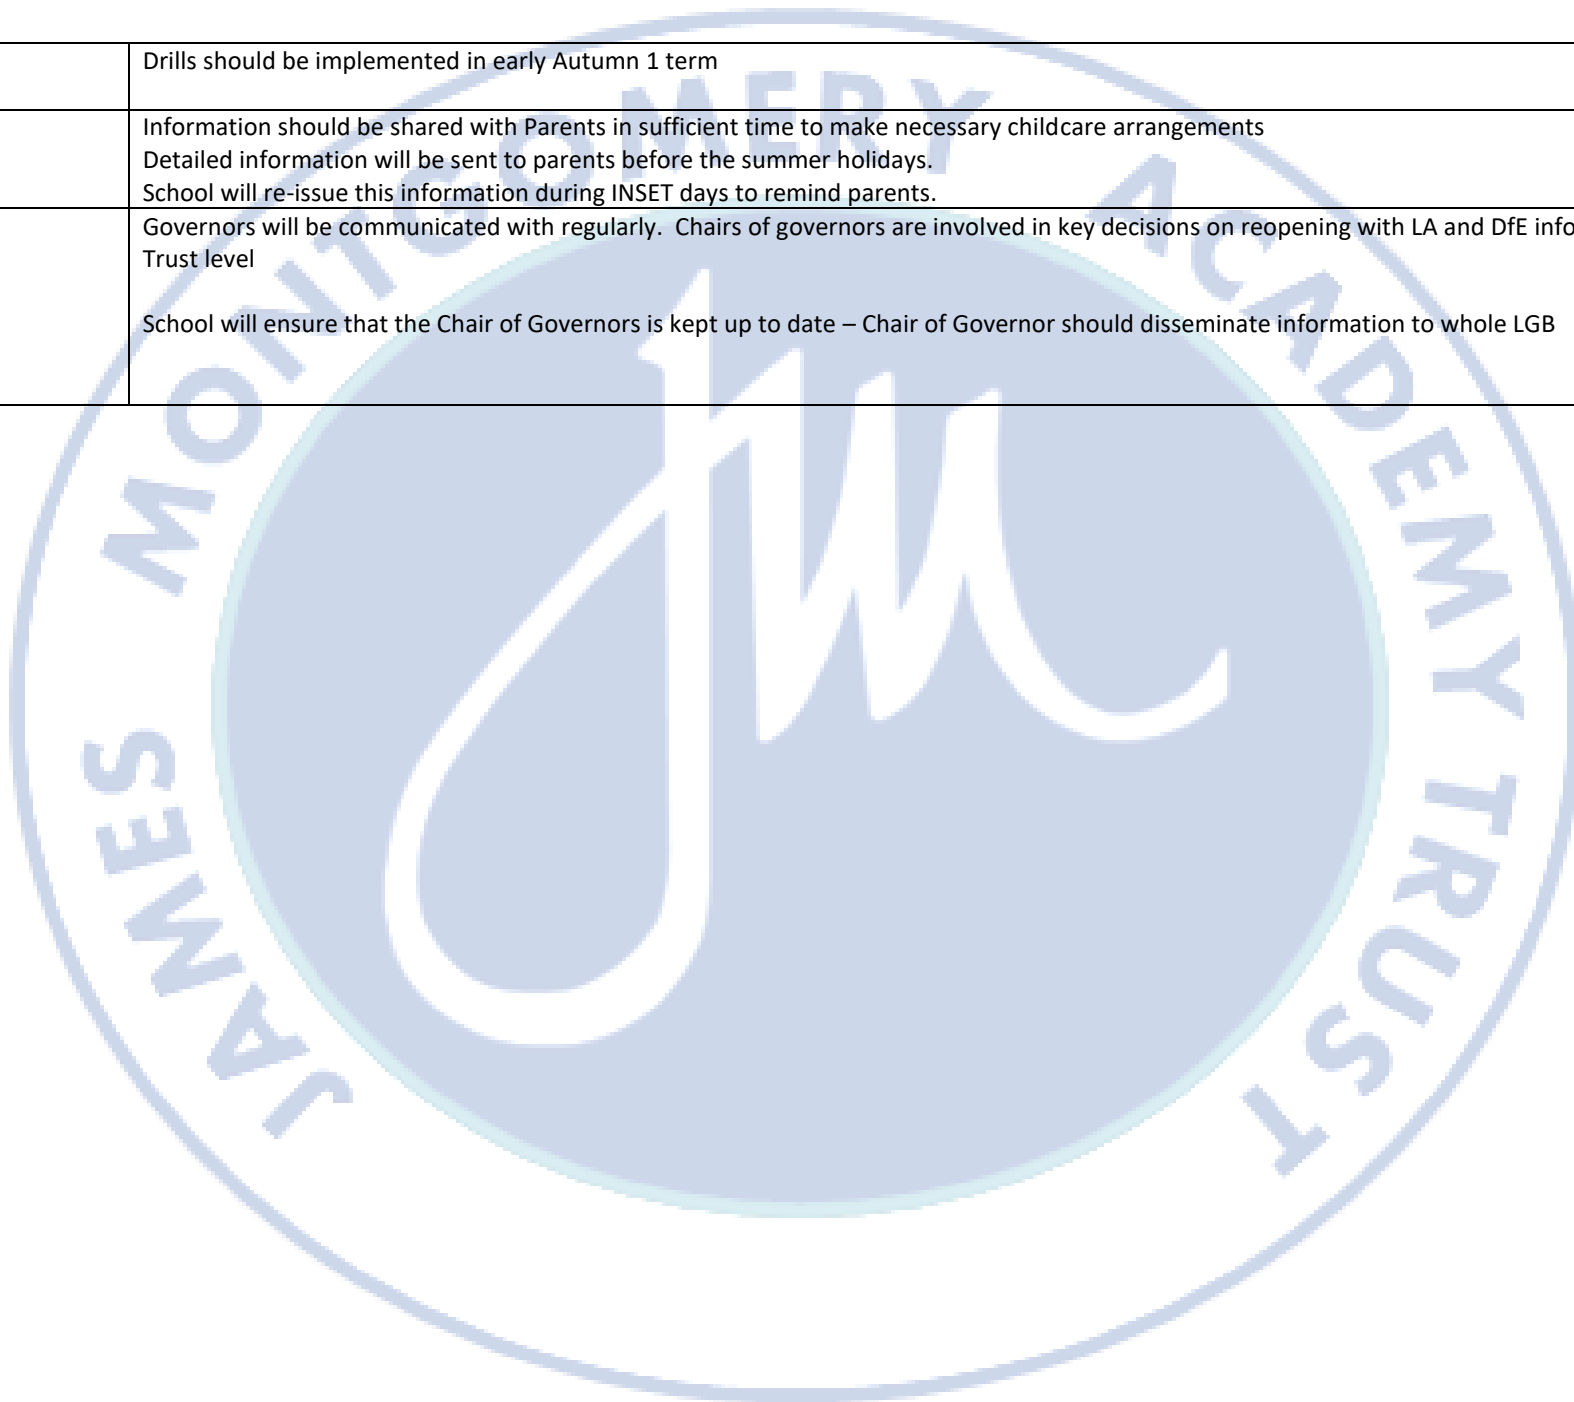 Drills should be implemented in early Autumn 1 term
Information should be shared with Parents in sufficient time to make necessary childcare arrangements
Detailed information will be sent to parents before the summer holidays.
School will re-issue this information during INSET days to remind parents.
Governors will be communicated with regularly.  Chairs of governors are involved in key decisions on reopening with LA and DfE info
Trust level
School will ensure that the Chair of Governors is kept up to date – Chair of Governor should disseminate information to whole LGB
JAMES MONTGOMERY ACADEMY TRUST
jm